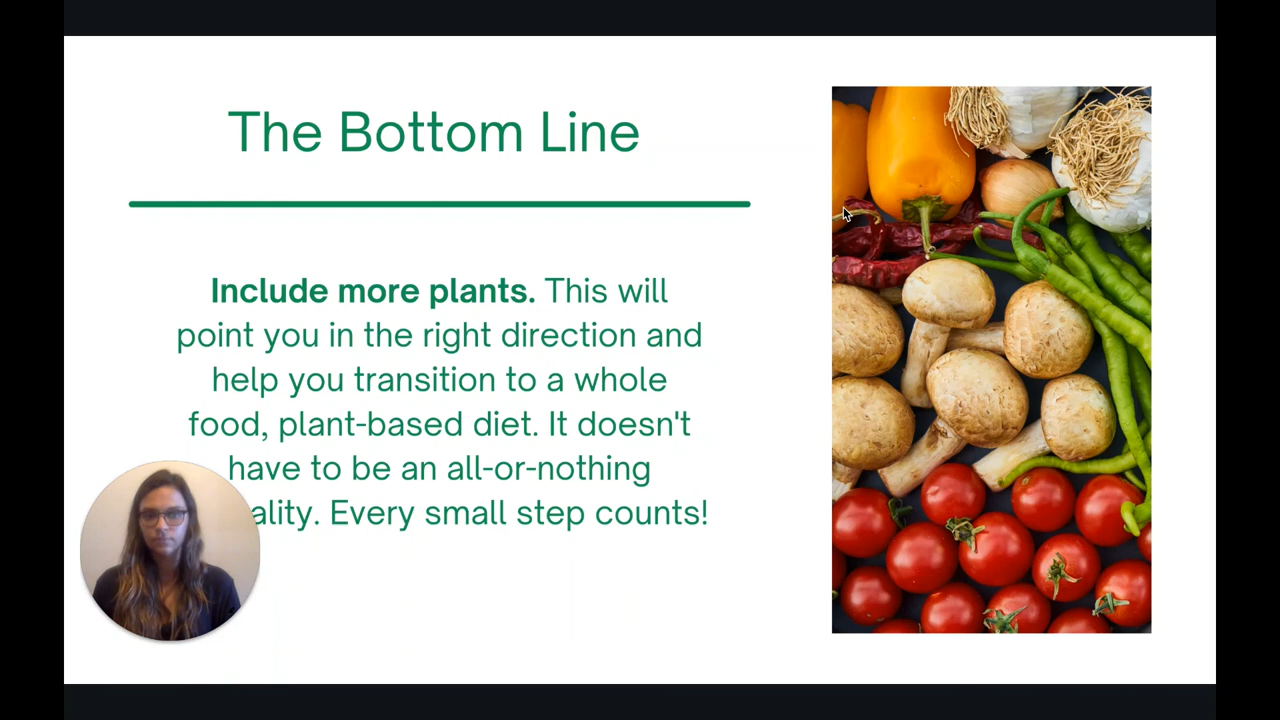 The Bottom Line
Include more plants. This will
point you in the right direction and
help you transition to a whole
food, plant-based diet. It doesn't
have to be an all-or-nothing
ality. Every small step counts!